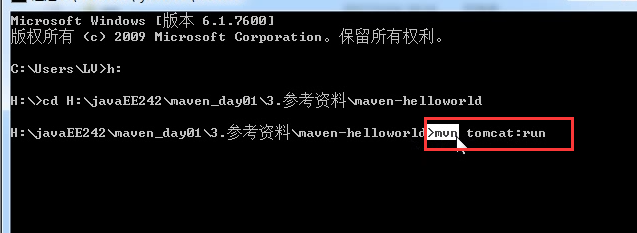 Microsoft Windows [版本 6.1.7600]
版权所有 (c) 2009 Microsoft Corporation。保留所有权利。
C:\Users\LV>h:
H:\>cd H:\javaEE242\maven_day01\3.参考资料\maven-helloworld
H:\javaEE242\maven_day01\3.参考资料\maven-helloworld>mvn tomcat:run